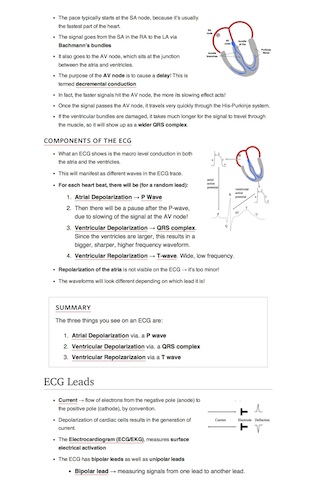 The pace typically starts at the SA node, because it's usually
the fastest part of the heart.
The signal goes from the SA in the RA to the LA via
Bachmann's bundles
It also goes to the AV node, which sits at the junction
between the atria and ventricles.
The purpose of the AV node is to cause a delay! This is
termed decremental conduction
In fact, the faster signals hit the AV node, the more its slowing effect acts!
Once the signal passes the AV node, it travels very quickly through the His-Purkinje system.
If the ventricular bundles are damaged, it takes much longer for the signal to travel through
the muscle, so it will show up as a wider QRS complex.
COMPONENTS OF THE ECG
What an ECG shows is the macro level conduction in both
the atria and the ventricles.
This will manifest as different waves in the ECG trace.
For each heart beat, there will be (for a random lead):
1. Atrial Depolarization → P Wave
2. Then there will be a pause after the P-wave,
due to slowing of the signal at the AV node!
3. Ventricular Depolarization → QRS complex.
Since the ventricles are larger, this results in a
bigger, sharper, higher frequency waveform.
4. Ventricular Repolarization → T-wave. Wide, low frequency.
Repolarization of the atria is not visible on the ECG → it's too minor!
The waveforms will look different depending on which lead it is!
SUMMARY
The three things you see on an ECG are:
1. Atrial Depolarization via. a P wave
2. Ventricular Depolarization via. a QRS complex
3. Ventricular Repolzarizaion via a T wave
ECG Leads
Current → flow of electrons from the negative pole (anode) to
the positive pole (cathode), by convention.
Depolarization of cardiac cells results in the generation of
current.
The Electrocardiogram (ECG/EKG), measures surface
electrical activation
The ECG has bipolar leads as well as unipolar leads
Bipolar lead → measuring signals from one lead to another lead.
Current
Electrode
Deflection